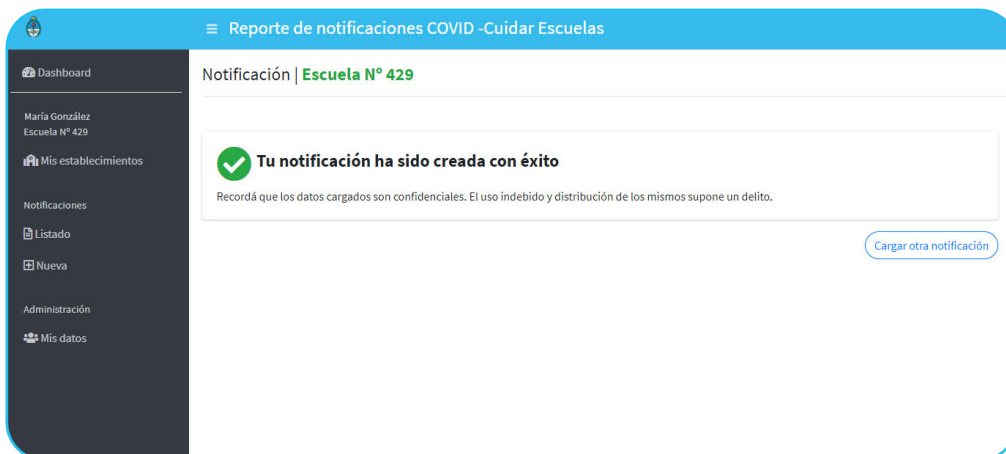 Reporte de notificaciones COVID -Cuidar Escuelas
Dashboard
María González
Escuela Nº 429
Mis establecimientos
Notificaciones
Listado
Nueva
Administración
Mis datos
Notificación | Escuela Nº 429
Tu notificación ha sido creada con éxito
Recordá que los datos cargados son confidenciales. El uso indebido y distribución de los mismos supone un delito.
Cargar otra notificación